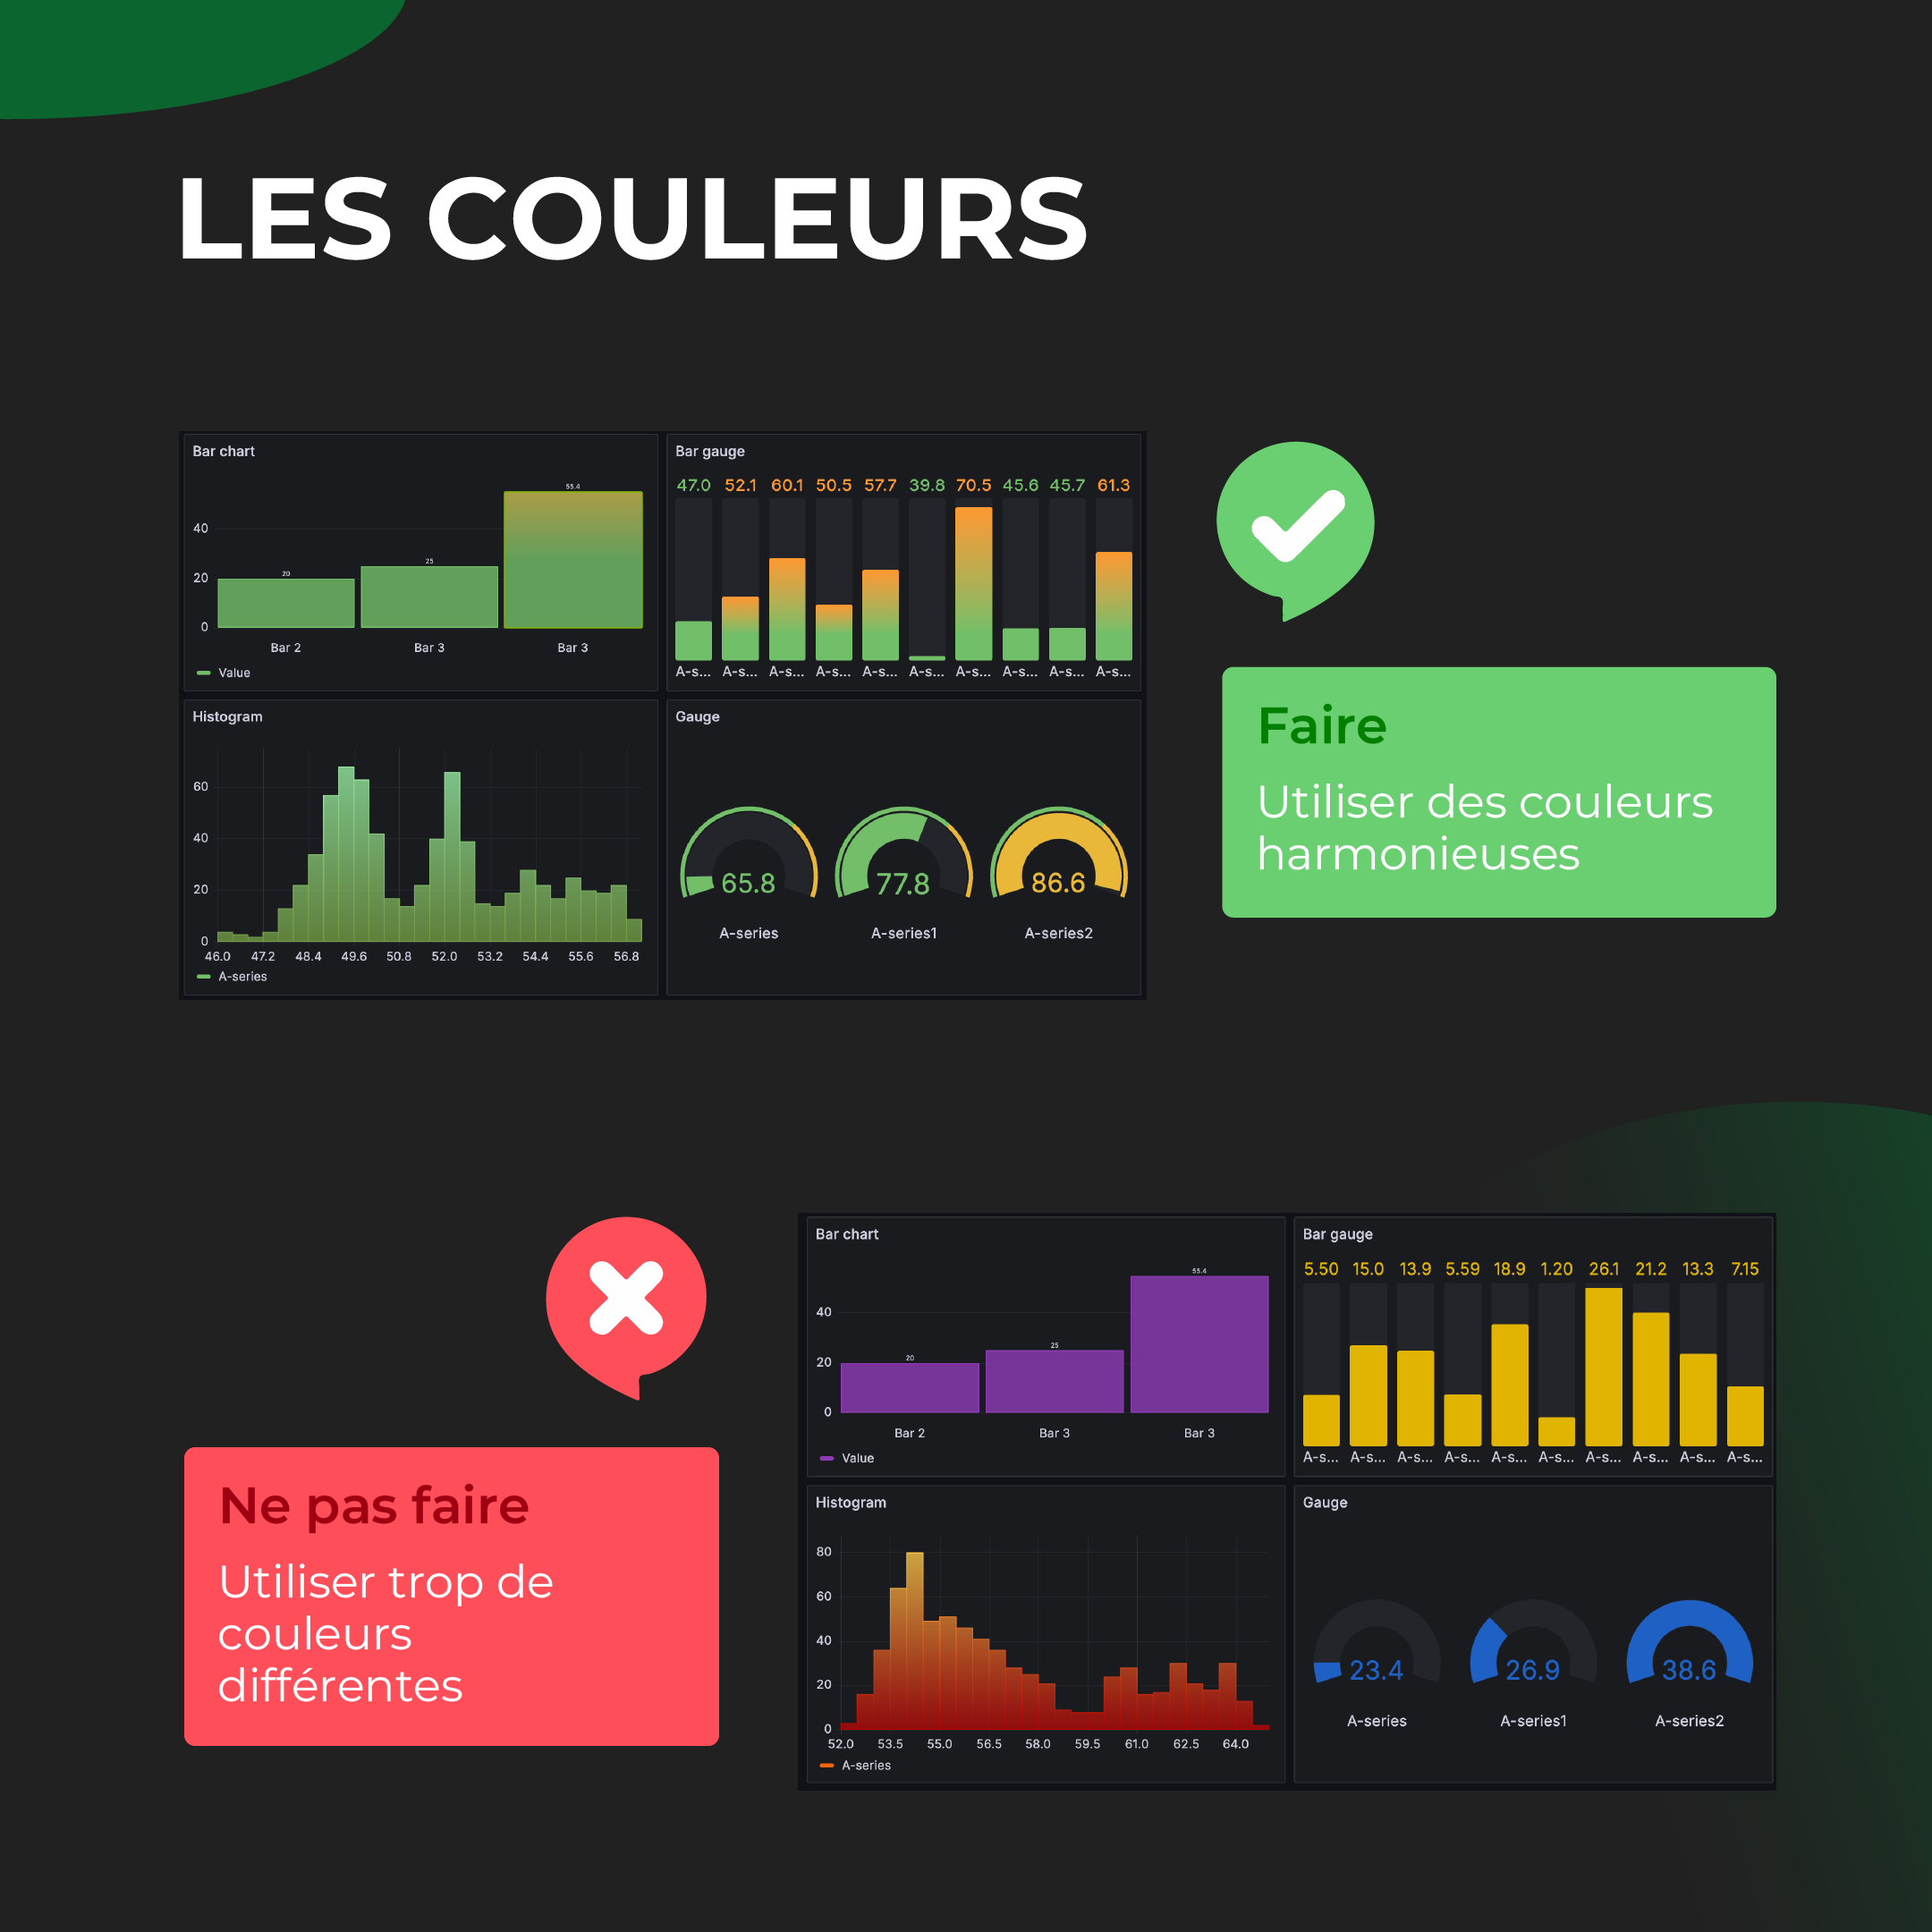 LES COULEURS
Bar chart
55.4
40
25
20
20
0
Bar 2 Bar 3 Bar 3
Value
Bar gauge
47.0 52.1 60.1 50.5 57.7 39.8 70.5 45.6 45.7 61.3
A-s... A-s... A-s... A-s... A-s... A-s... A-s... A-s... A-s... A-s...
Histogram
60
40
20
0
46.0 47.2 48.4 49.6 50.8 52.0 53.2 54.4 55.6 56.8
A-series
Gauge
65.8 77.8 86.6
A-series A-series1 A-series2
Faire
Utiliser des couleurs
harmonieuses
Ne pas faire
Utiliser trop de
couleurs
différentes
Bar chart
55.4
40
25
20
20
0
Bar 2 Bar 3 Bar 3
Value
Bar gauge
5.50 15.0 13.9 5.59 18.9 1.20 26.1 21.2 13.3 7.15
A-s... A-s... A-s... A-s... A-s... A-s... A-s... A-s... A-s... A-s...
Histogram
80
60
40
20
0
52.0 53.5 55.0 56.5 58.0 59.5 61.0 62.5 64.0
A-series
Gauge
23.4 26.9 38.6
A-series A-series1 A-series2